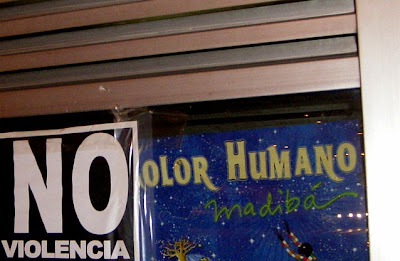 NO
VIOLENCIA
OLOR HUMANO
madibá